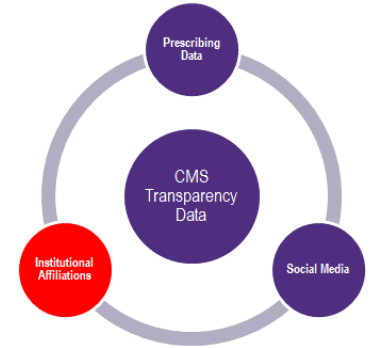 Prescribing
Data
CMS
Transparency
Data
Institutional
Affiliations
Social Media